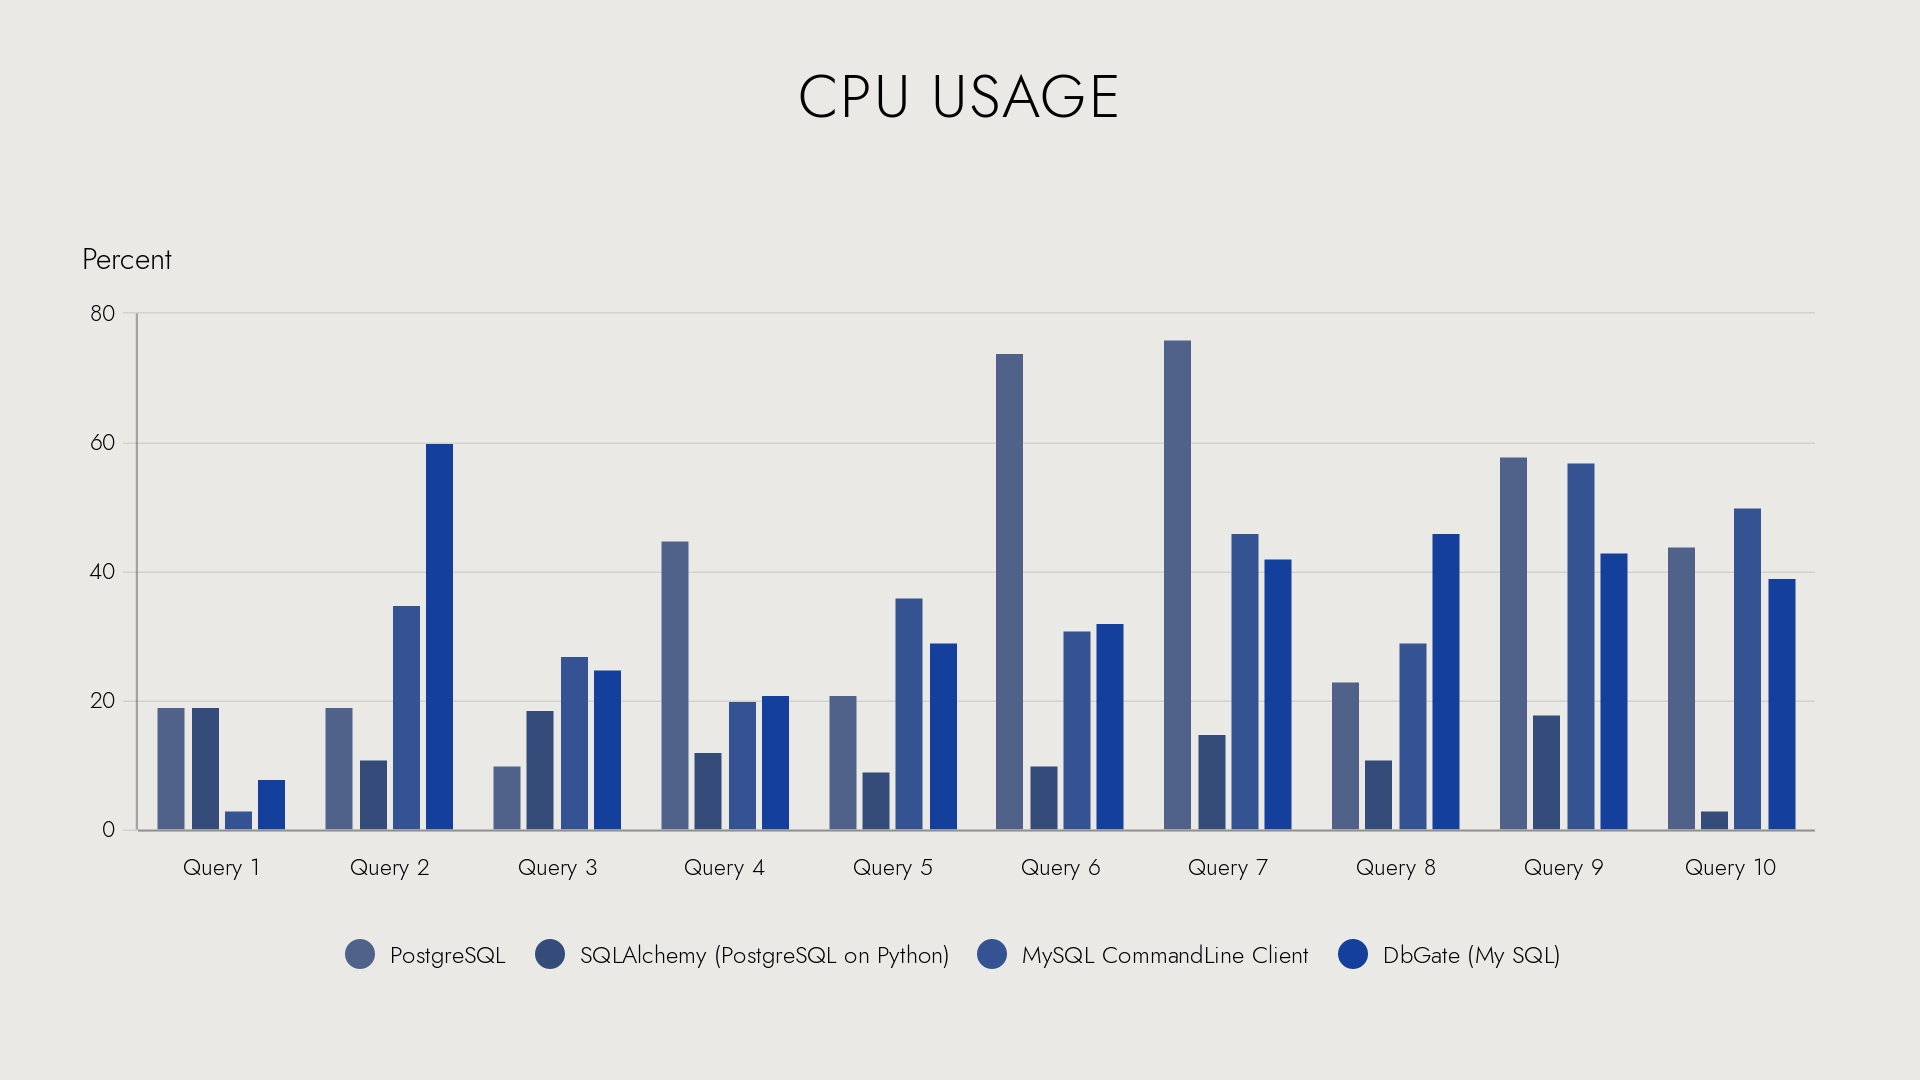 CPU USAGE
Percent
80
60
40
20
0
Query 1 Query 2 Query 3 Query 4 Query 5 Query 6 Query 7 Query 8 Query 9 Query 10
PostgreSQL SQLAlchemy (PostgreSQL on Python) MySQL CommandLine Client DbGate (My SQL)